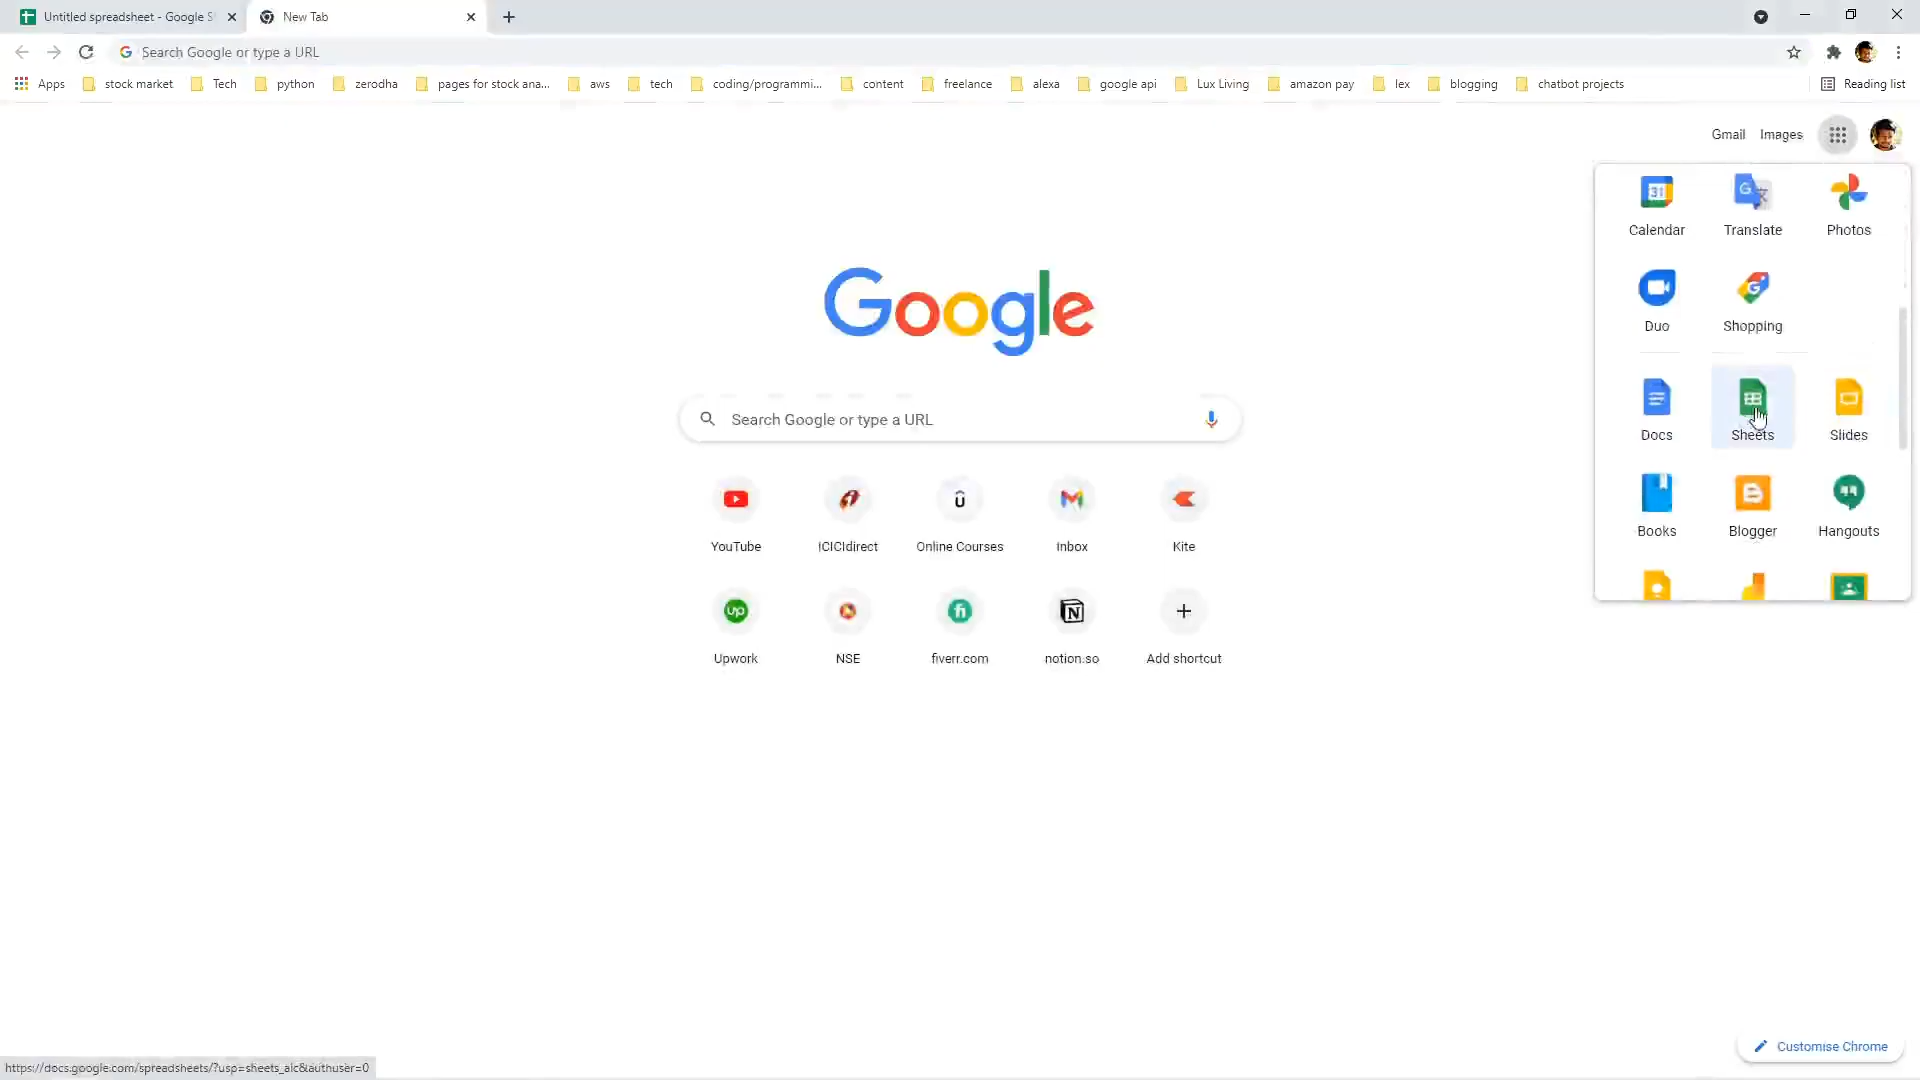 Untitled spreadsheet - Google S
New Tab
Search Google or type a URL
Apps
stock market
Tech
python
zerodha
pages for stock ana...
aws
tech
coding/programmi...
content
freelance
alexa
google api
Lux Living
amazon pay
lex
blogging
chatbot projects
Reading list
Gmail
Images
31
Calendar
Translate
Photos
Duo
Shopping
Google
Docs
Sheets
Slides
Search Google or type a URL
Books
Blogger
Hangouts
YouTube
ICICIdirect
Online Courses
Inbox
Kite
up
fi
N
Upwork
NSE
fiverr.com
notion.so
Add shortcut
Customise Chrome
https://docs.google.com/spreadsheets/?usp=sheets_alc&authuser=0